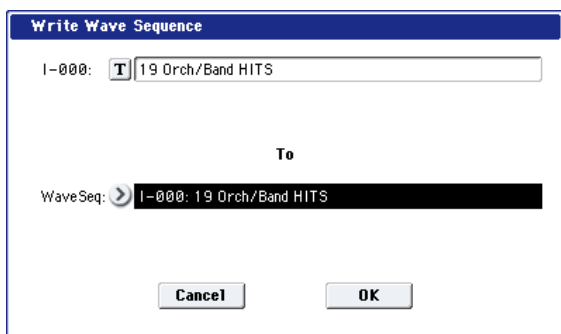 Write Wave Sequence
I-000: T 19 Orch/Band HITS
To
WaveSeq: I-000: 19 Orch/Band HITS
Cancel OK